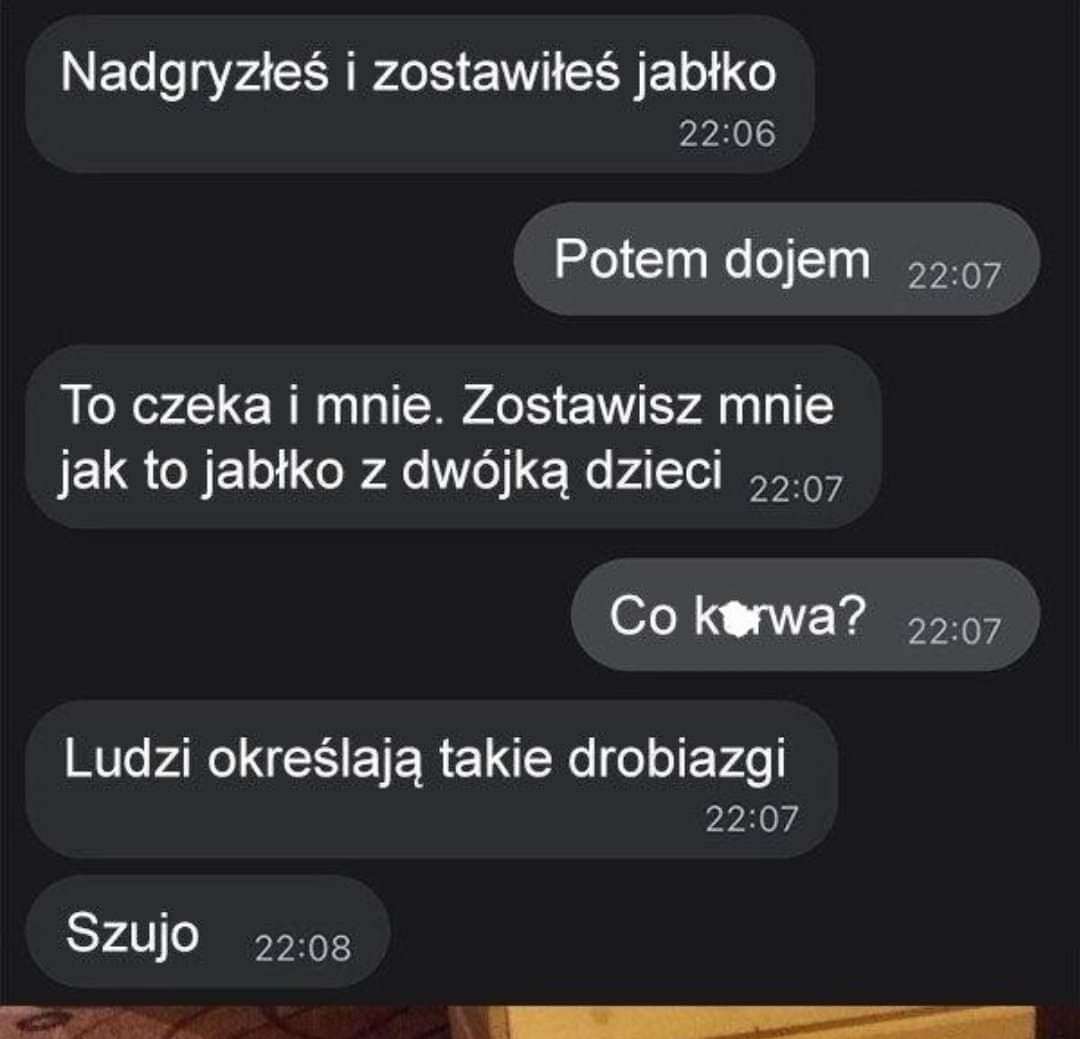 Nadgryzłeś i zostawiłeś jabłko
22:06
Potem dojem 22:07
To czeka i mnie. Zostawisz mnie
jak to jabłko z dwójką dzieci 22:07
Co k rwa? 22:07
Ludzi określają takie drobiazgi
22:07
Szujo 22:08